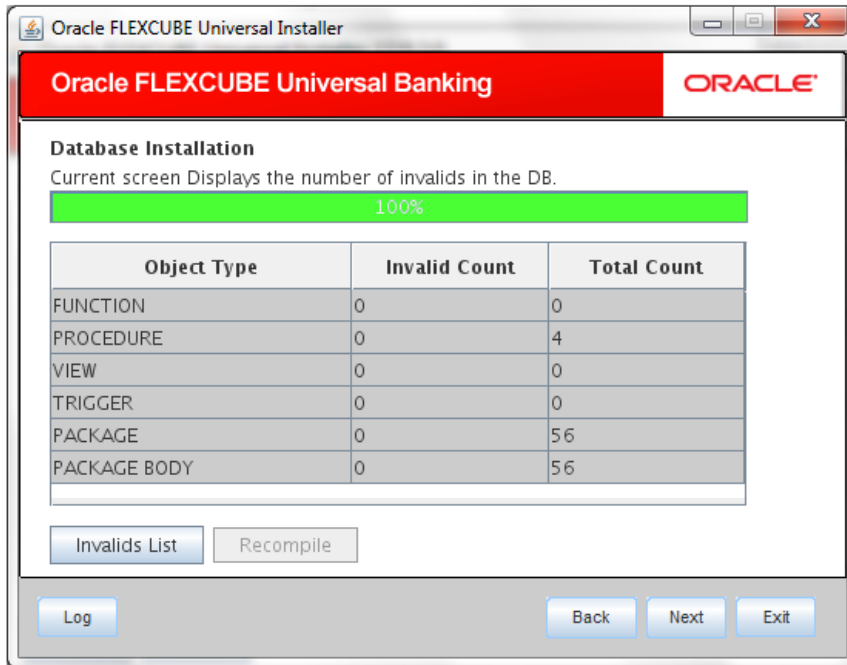 Oracle FLEXCUBE Universal Installer
Oracle FLEXCUBE Universal Banking ORACLE
Database Installation
Current screen Displays the number of invalids in the DB.
100%
Object Type Invalid Count Total Count
FUNCTION 0 0
PROCEDURE 0 4
VIEW 0 0
TRIGGER 0 0
PACKAGE 0 56
PACKAGE BODY 0 56
Invalids List Recompile
Log Back Next Exit